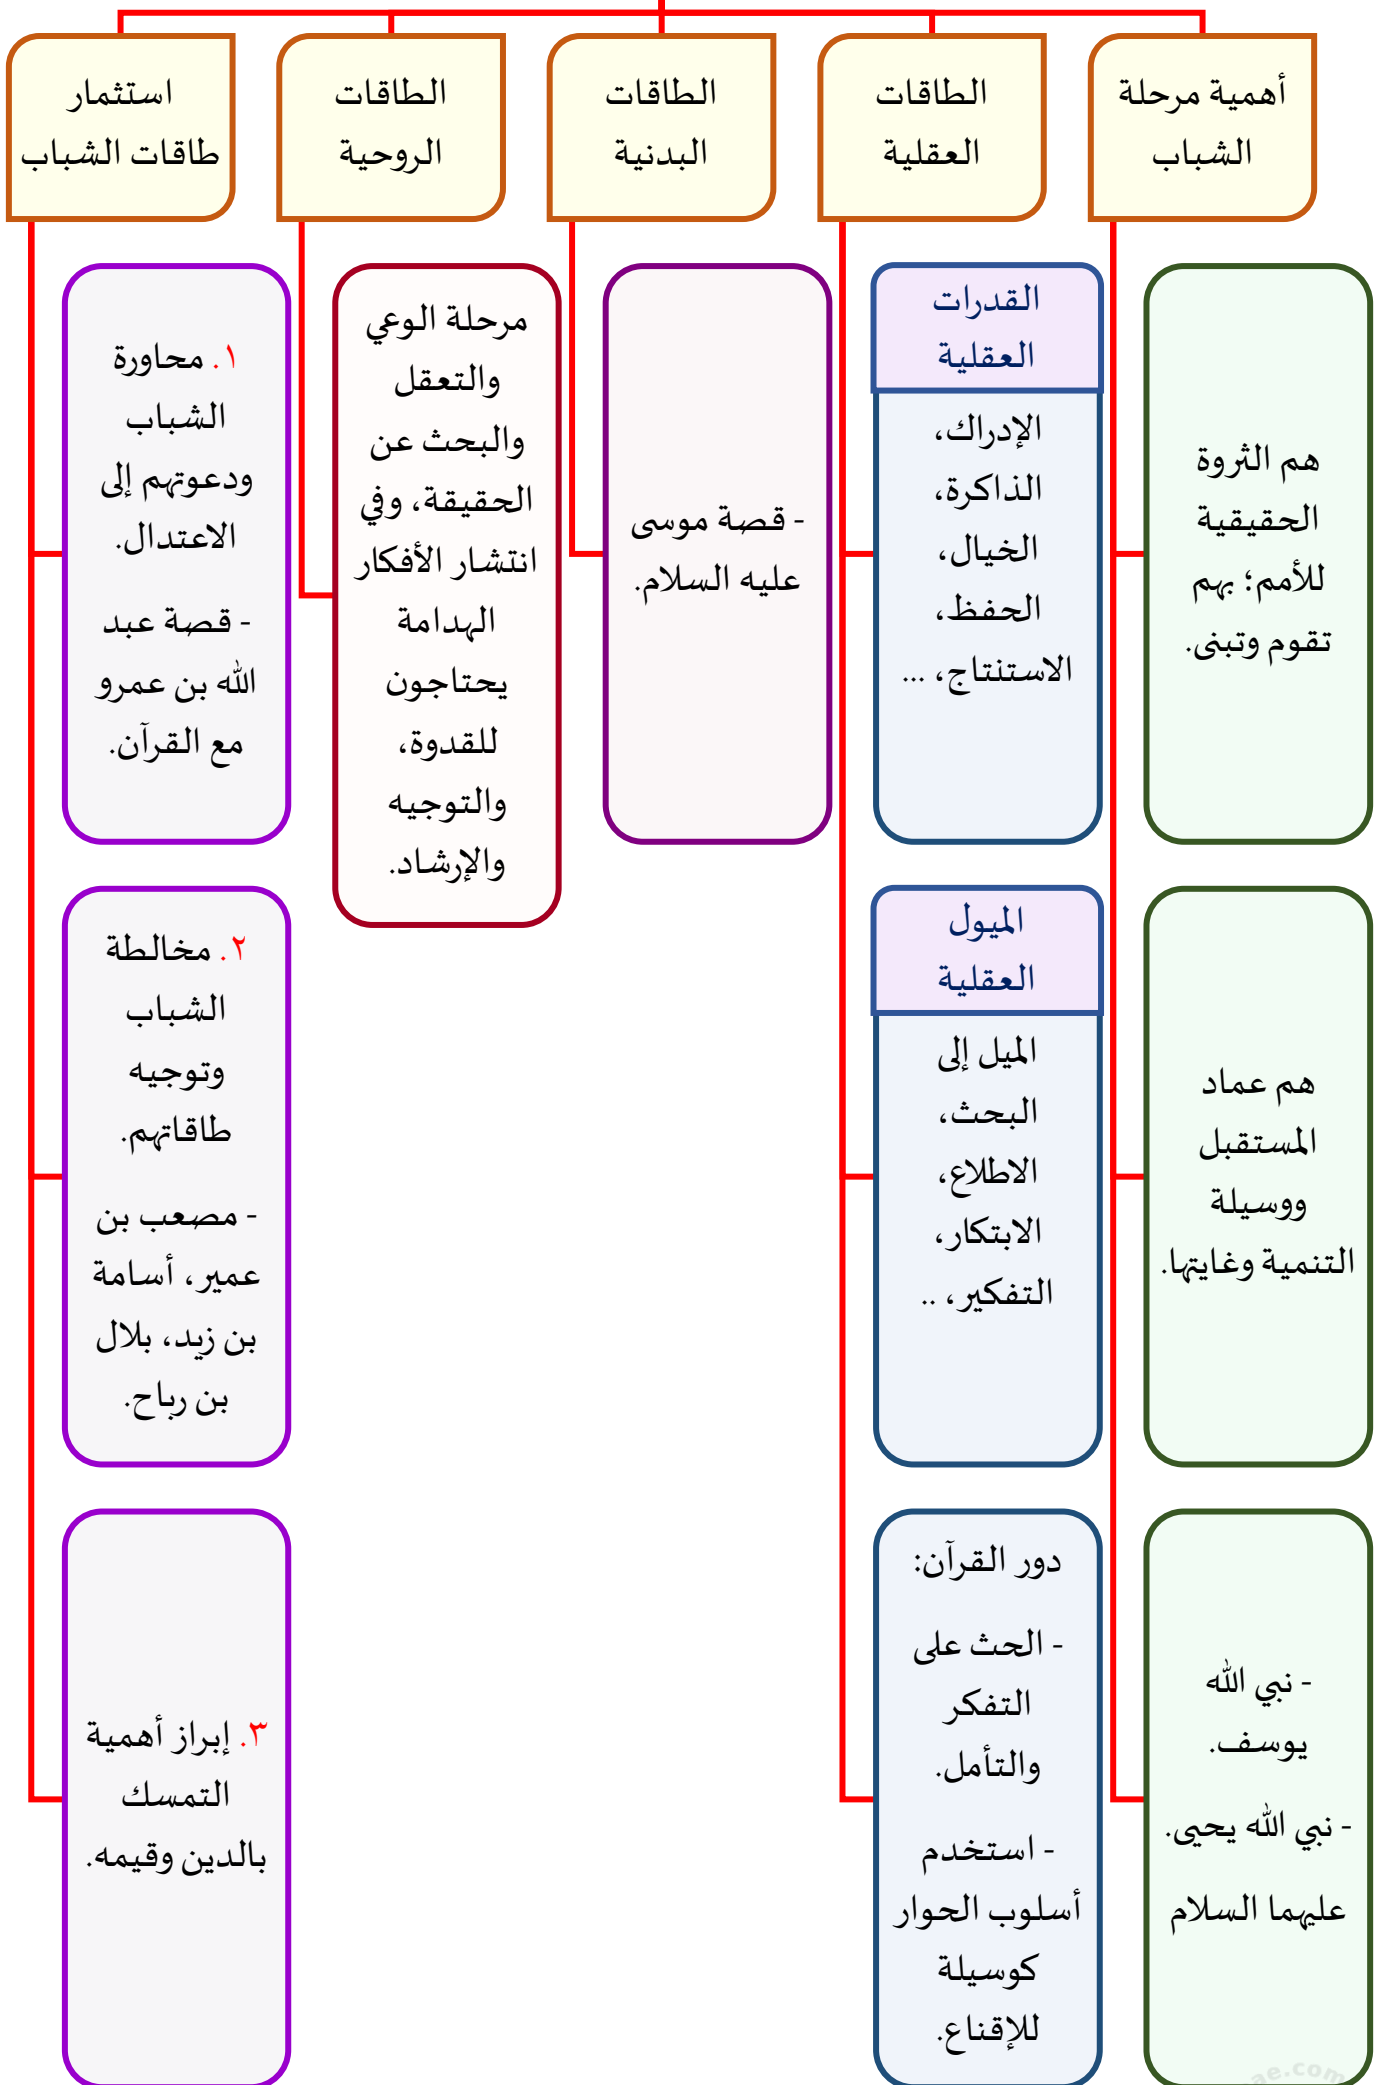 أهمية مرحلة
الشباب
هم الثروة
الحقيقية
للأمم؛ بهم
تقوم وتبنى.
هم عماد
المستقبل
ووسيلة
التنمية وغايتها.
- نبي الله
يوسف.
- نبي الله يحيى.
عليهما السلام
الطاقات
العقلية
القدرات
العقلية
الإدراك،
الذاكرة،
الخيال،
الحفظ،
الاستنتاج، ...
الميول
العقلية
الميل إلى
البحث،
الاطلاع،
الابتكار،
التفكير، ..
دور القرآن:
- الحث على
التفكر
والتأمل.
- استخدم
أسلوب الحوار
كوسيلة
للإقناع.
الطاقات
البدنية
- قصة موسى
عليه السلام.
الطاقات
الروحية
مرحلة الوعي
والتعقل
والبحث عن
الحقيقة، وفي
انتشار الأفكار
الهدامة
يحتاجون
للقدوة،
والتوجيه
والإرشاد.
استثمار
طاقات الشباب
١. محاورة
الشباب
ودعوتهم إلى
الاعتدال.
- قصة عبد
الله بن عمرو
مع القرآن.
٢. مخالطة
الشباب
وتوجيه
طاقاتهم.
- مصعب بن
عمير، أسامة
بن زيد، بلال
بن رباح.
٣. إبراز أهمية
التمسك
بالدين وقيمه.
ae.com